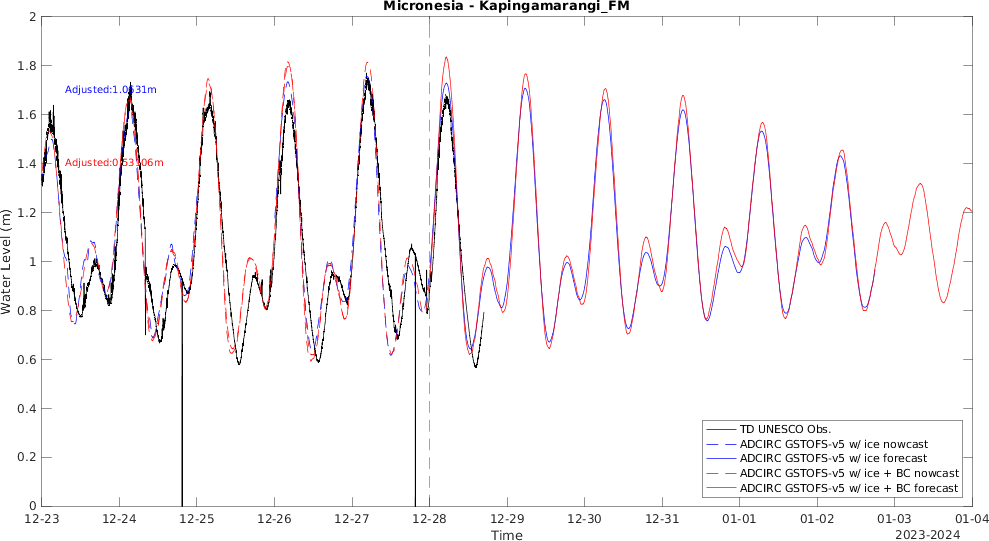 Micronesia - Kapingamarangi_FM
2
1.8
1.6
1.4
1.2
1
0.8
0.6
0.4
0.2
0
Water Level (m)
Adjusted:1.0631m
TD UNESCO Obs.
ADCIRC GSTOFS-v5 w/ ice nowcast
ADCIRC GSTOFS-v5 w/ ice forecast
ADCIRC GSTOFS-v5 w/ ice + BC nowcast
ADCIRC GSTOFS-v5 w/ ice + BC forecast
12-23
12-24
12-25
12-26
12-27
12-28
12-29
12-30
12-31
01-01
01-02
01-03
01-04
Time
2023-2024